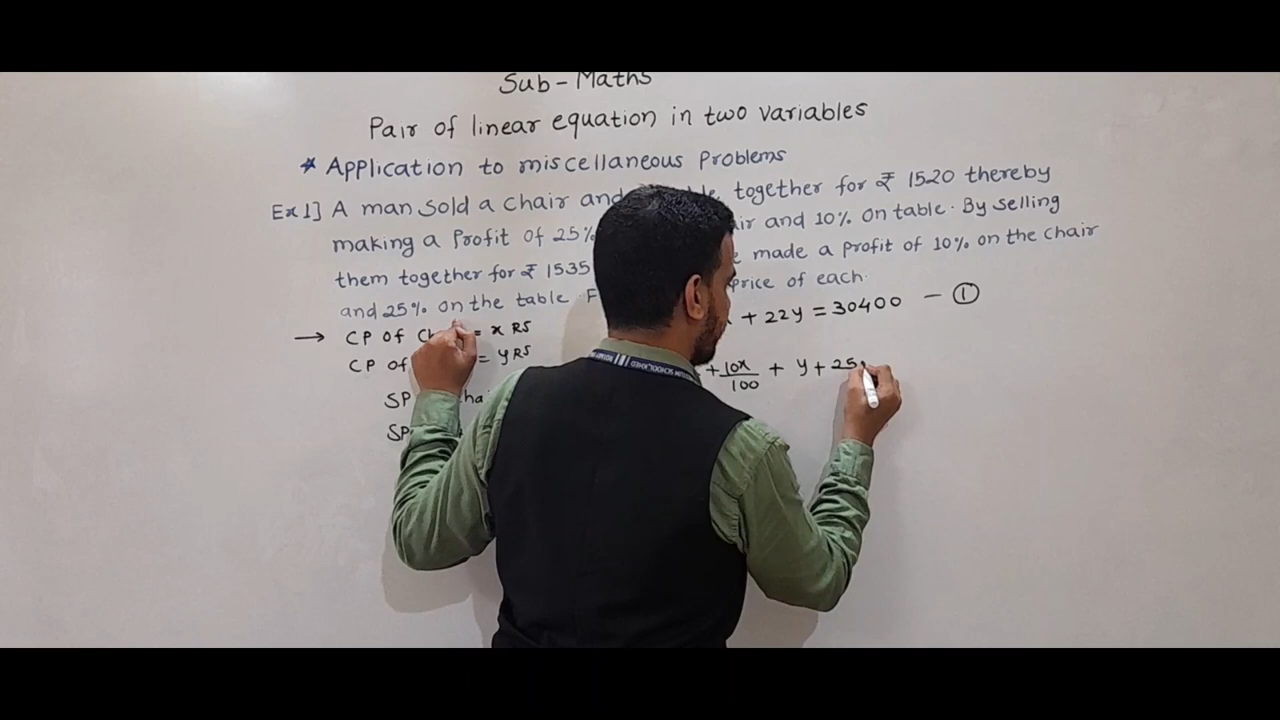 Sub - Maths
Pair of linear equation in two variables
* Application to miscellaneous Problems
Ex 1] A man sold a chair and together for ₹ 1520 thereby
making a Profit of 25% and 10% on table. By selling
them together for ₹ 1535 made a profit of 10% on the chair
and 25% on the table. price of each.
+ 22y = 30400 - ①
→ CP of = x RS
CP of = y RS
+ 10x/100 + y + 25
SP
SP